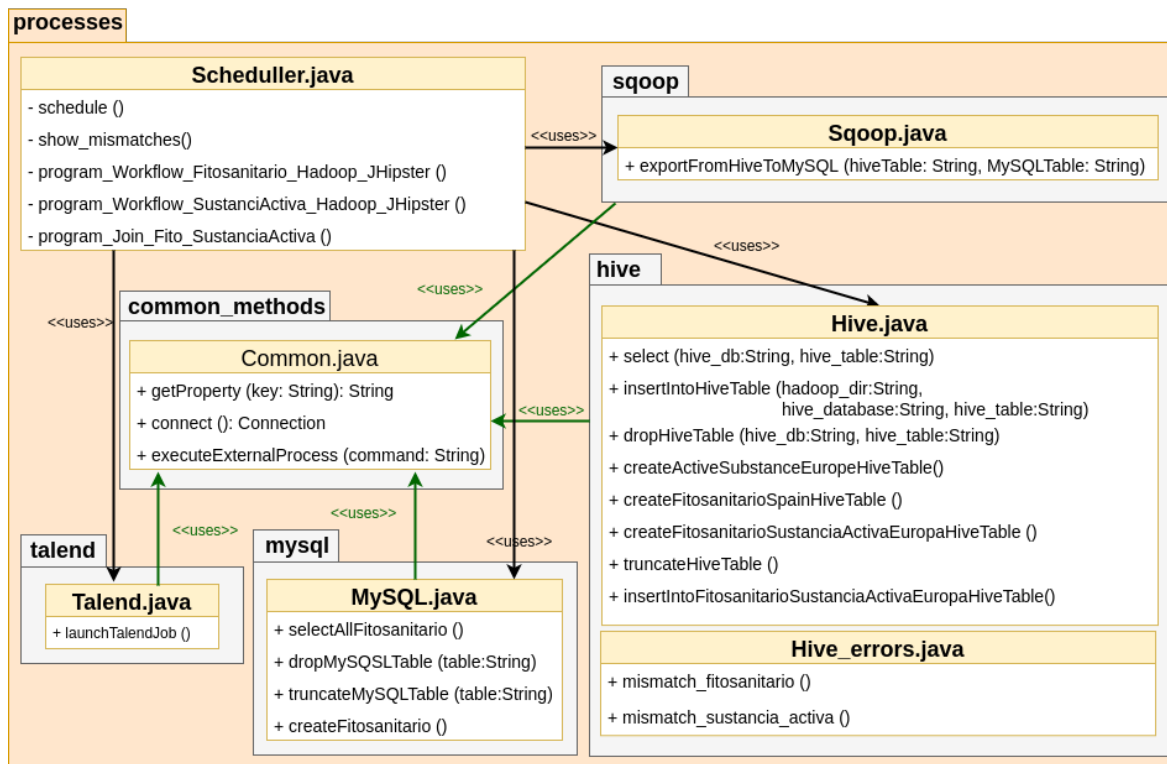 processes
Scheduller.java
- schedule ()
- show_mismatches()
- program_Workflow_Fitosanitario_Hadoop_JHipster ()
- program_Workflow_SustanciActiva_Hadoop_JHipster ()
- program_Join_Fito_SustanciaActiva ()
<<uses>>
sqoop
Sqoop.java
+ exportFromHiveToMySQL (hiveTable: String, MySQLTable: String)
<<uses>>
<<uses>>
<<uses>>
hive
Hive.java
+ select (hive_db:String, hive_table:String)
+ insertIntoHiveTable (hadoop_dir:String,
hive_database:String, hive_table:String)
+ dropHiveTable (hive_db:String, hive_table:String)
+ createActiveSubstanceEuropeHiveTable()
+ createFitosanitarioSpainHiveTable ()
+ createFitosanitarioSustanciaActivaEuropaHiveTable ()
+ truncateHiveTable ()
+ insertIntoFitosanitarioSustanciaActivaEuropaHiveTable()
Hive_errors.java
+ mismatch_fitosanitario ()
+ mismatch_sustancia_activa ()
common_methods
Common.java
+ getProperty (key: String): String
+ connect (): Connection
+ executeExternalProcess (command: String)
<<uses>>
<<uses>>
<<uses>>
<<uses>>
talend
Talend.java
+ launchTalendJob ()
mysql
MySQL.java
+ selectAllFitosanitario ()
+ dropMySQSLTable (table:String)
+ truncateMySQLTable (table:String)
+ createFitosanitario ()